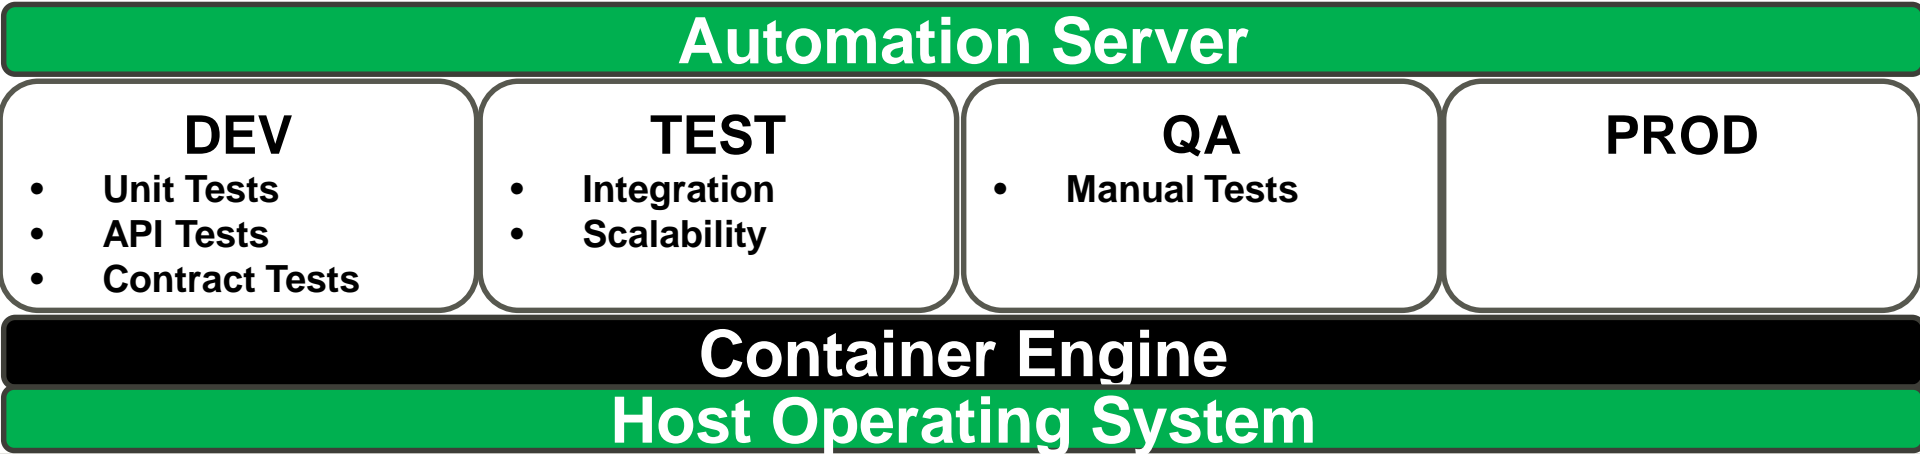 Automation Server
DEV
• Unit Tests
• API Tests
• Contract Tests
TEST
• Integration
• Scalability
QA
• Manual Tests
PROD
Container Engine
Host Operating System